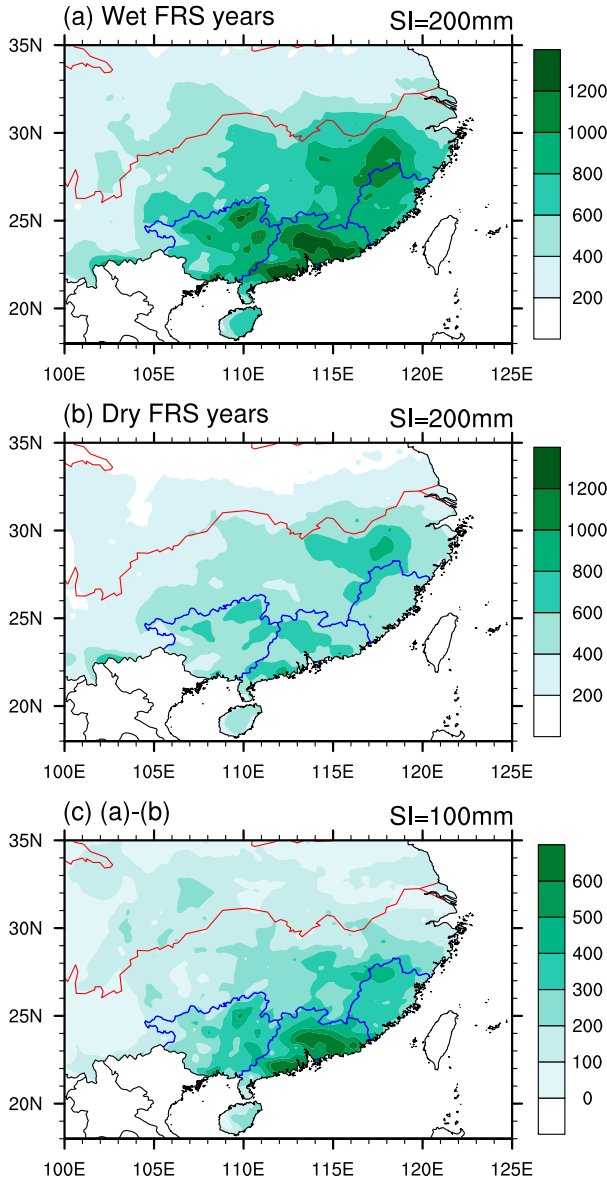 (a) Wet FRS years SI=200mm
35N
30N
25N
20N
100E 105E 110E 115E 120E 125E
1200
1000
800
600
400
200
(b) Dry FRS years SI=200mm
35N
30N
25N
20N
100E 105E 110E 115E 120E 125E
1200
1000
800
600
400
200
(c) (a)-(b) SI=100mm
35N
30N
25N
20N
100E 105E 110E 115E 120E 125E
600
500
400
300
200
100
0